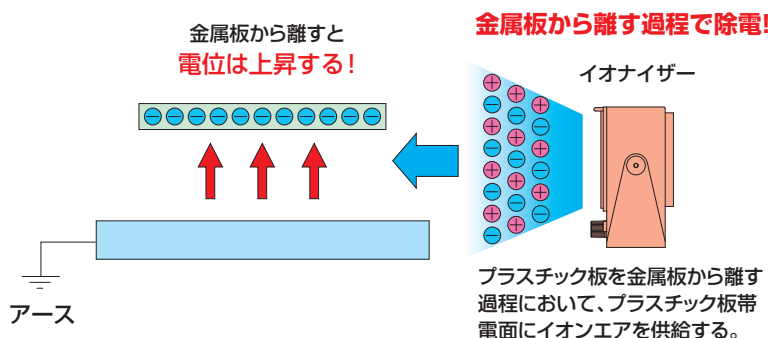 金属板から離すと
電位は上昇する！
金属板から離す過程で除電!
イオナイザー
アース
プラスチック板を金属板から離す
過程において、プラスチック板帯
電面にイオンエアを供給する。